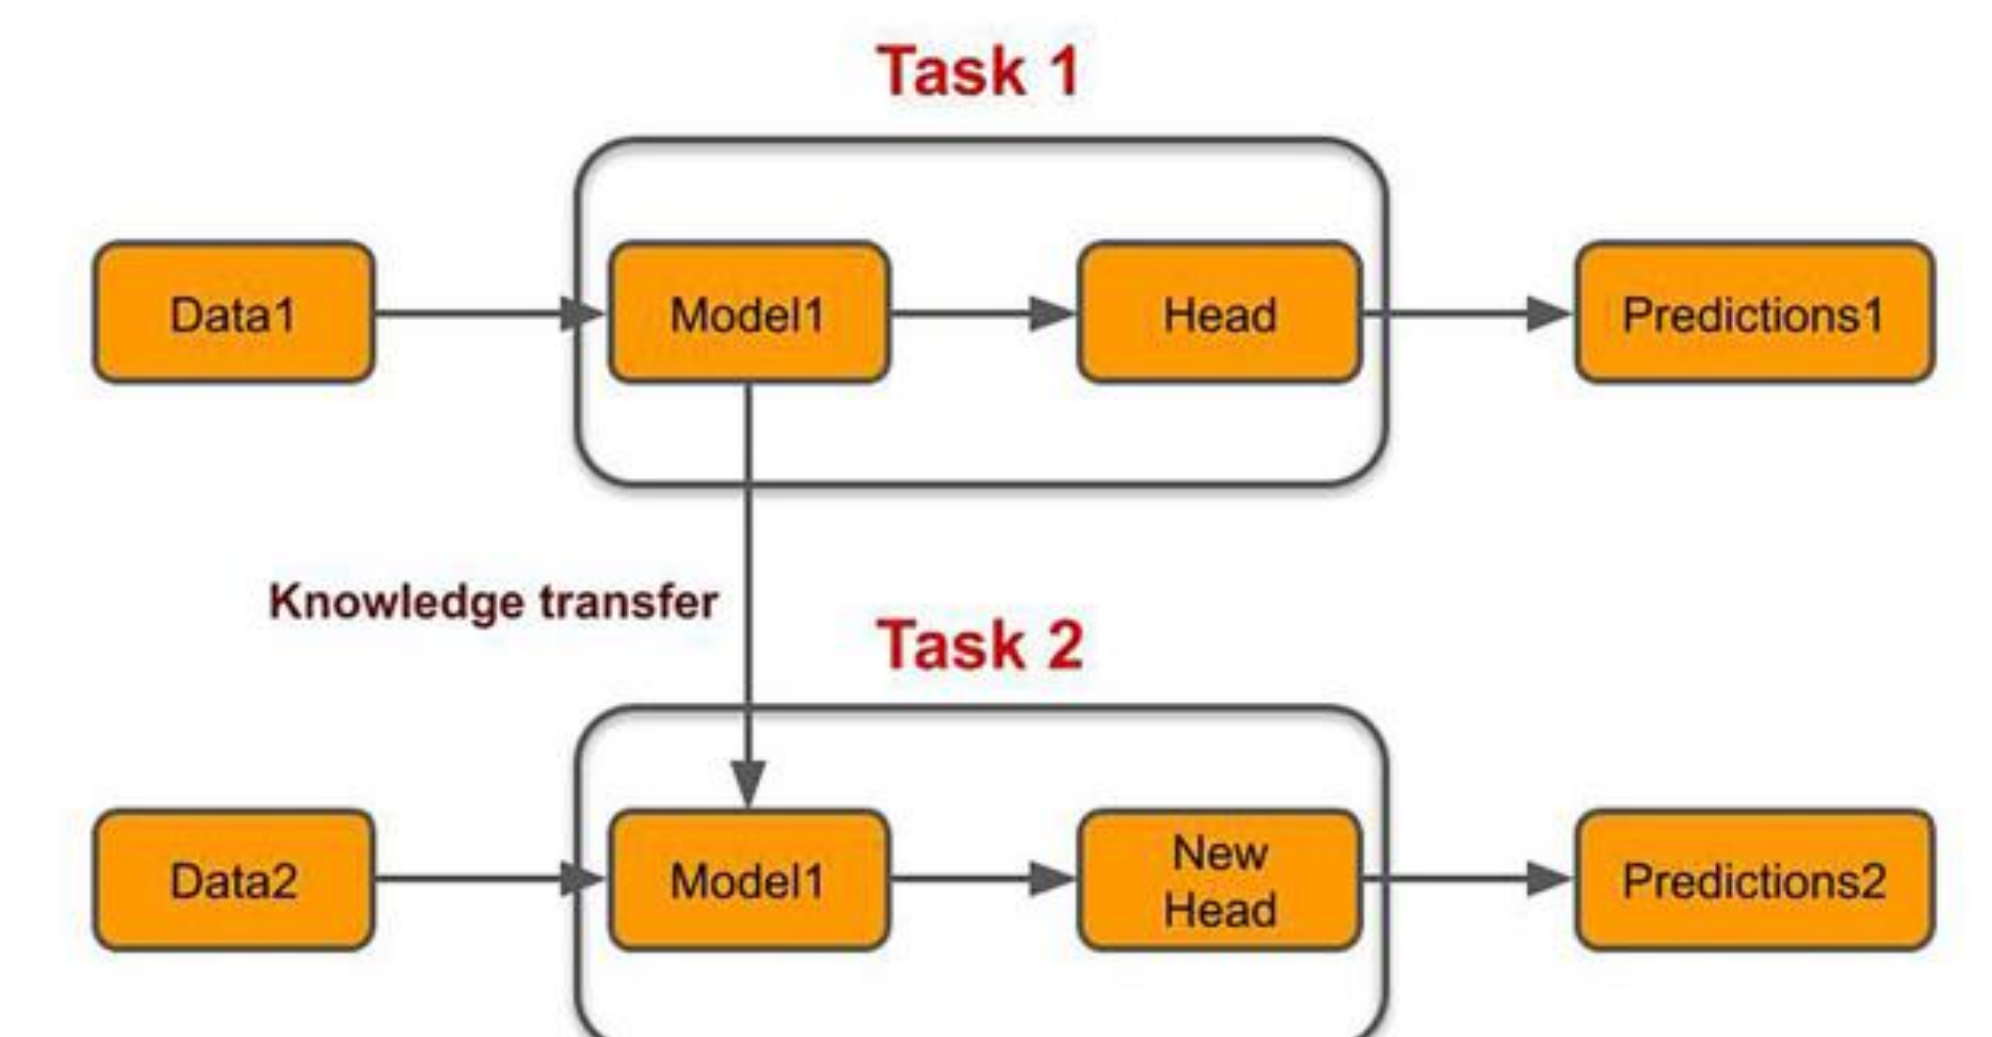 Task 1
Data1
Model1
Head
Predictions1
Knowledge transfer
Task 2
Data2
Model1
New
Head
Predictions2